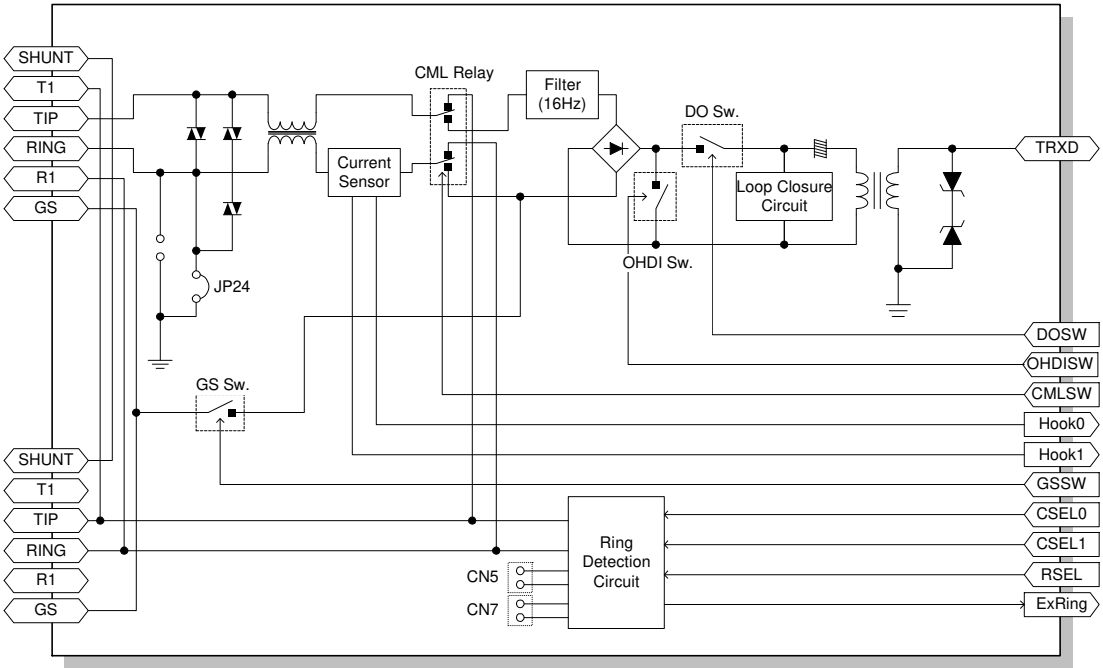 SHUNT
T1
TIP
RING
R1
GS
CML Relay
Filter
(16Hz)
DO Sw.
TRXD
Current
Sensor
Loop Closure
Circuit
OHDI Sw.
JP24
DOSW
OHDISW
GS Sw.
CMLSW
Hook0
Hook1
SHUNT
T1
TIP
RING
R1
GS
GSSW
CSEL0
CSEL1
RSEL
ExRing
Ring
Detection
Circuit
CN5
CN7